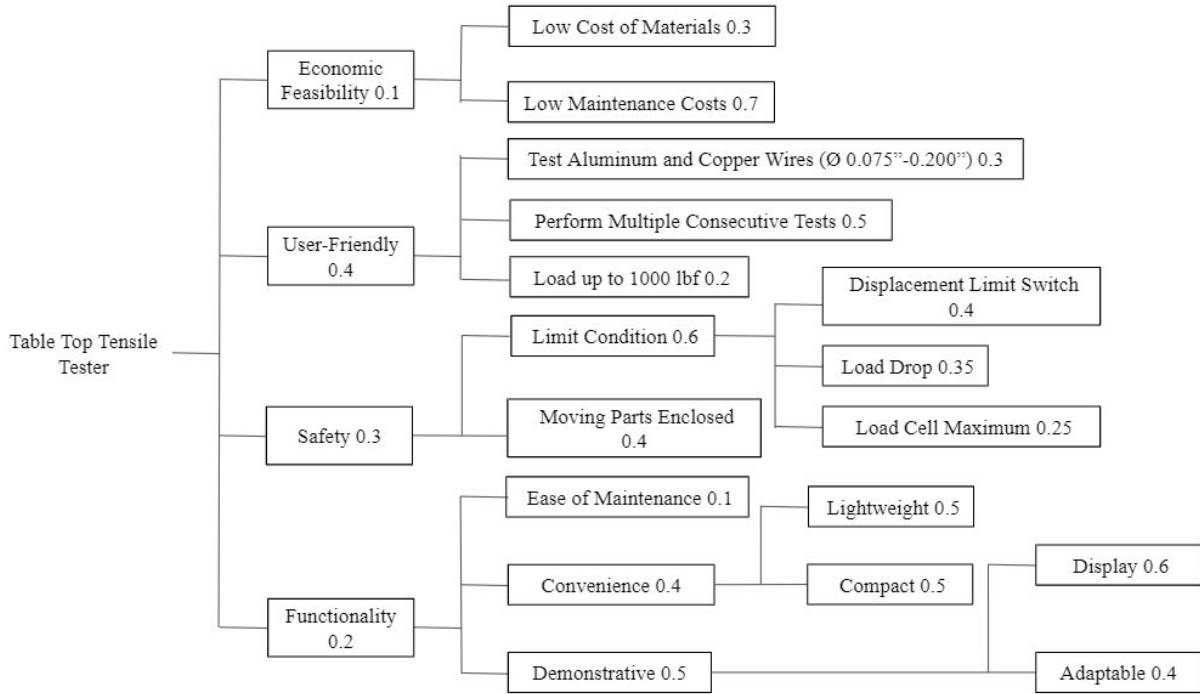 Table Top Tensile
Tester
Economic
Feasibility 0.1
Low Cost of Materials 0.3
Low Maintenance Costs 0.7
User-Friendly
0.4
Test Aluminum and Copper Wires (Ø 0.075”-0.200”) 0.3
Perform Multiple Consecutive Tests 0.5
Load up to 1000 lbf 0.2
Safety 0.3
Limit Condition 0.6
Displacement Limit Switch
0.4
Load Drop 0.35
Load Cell Maximum 0.25
Moving Parts Enclosed
0.4
Functionality
0.2
Ease of Maintenance 0.1
Convenience 0.4
Lightweight 0.5
Compact 0.5
Demonstrative 0.5
Display 0.6
Adaptable 0.4